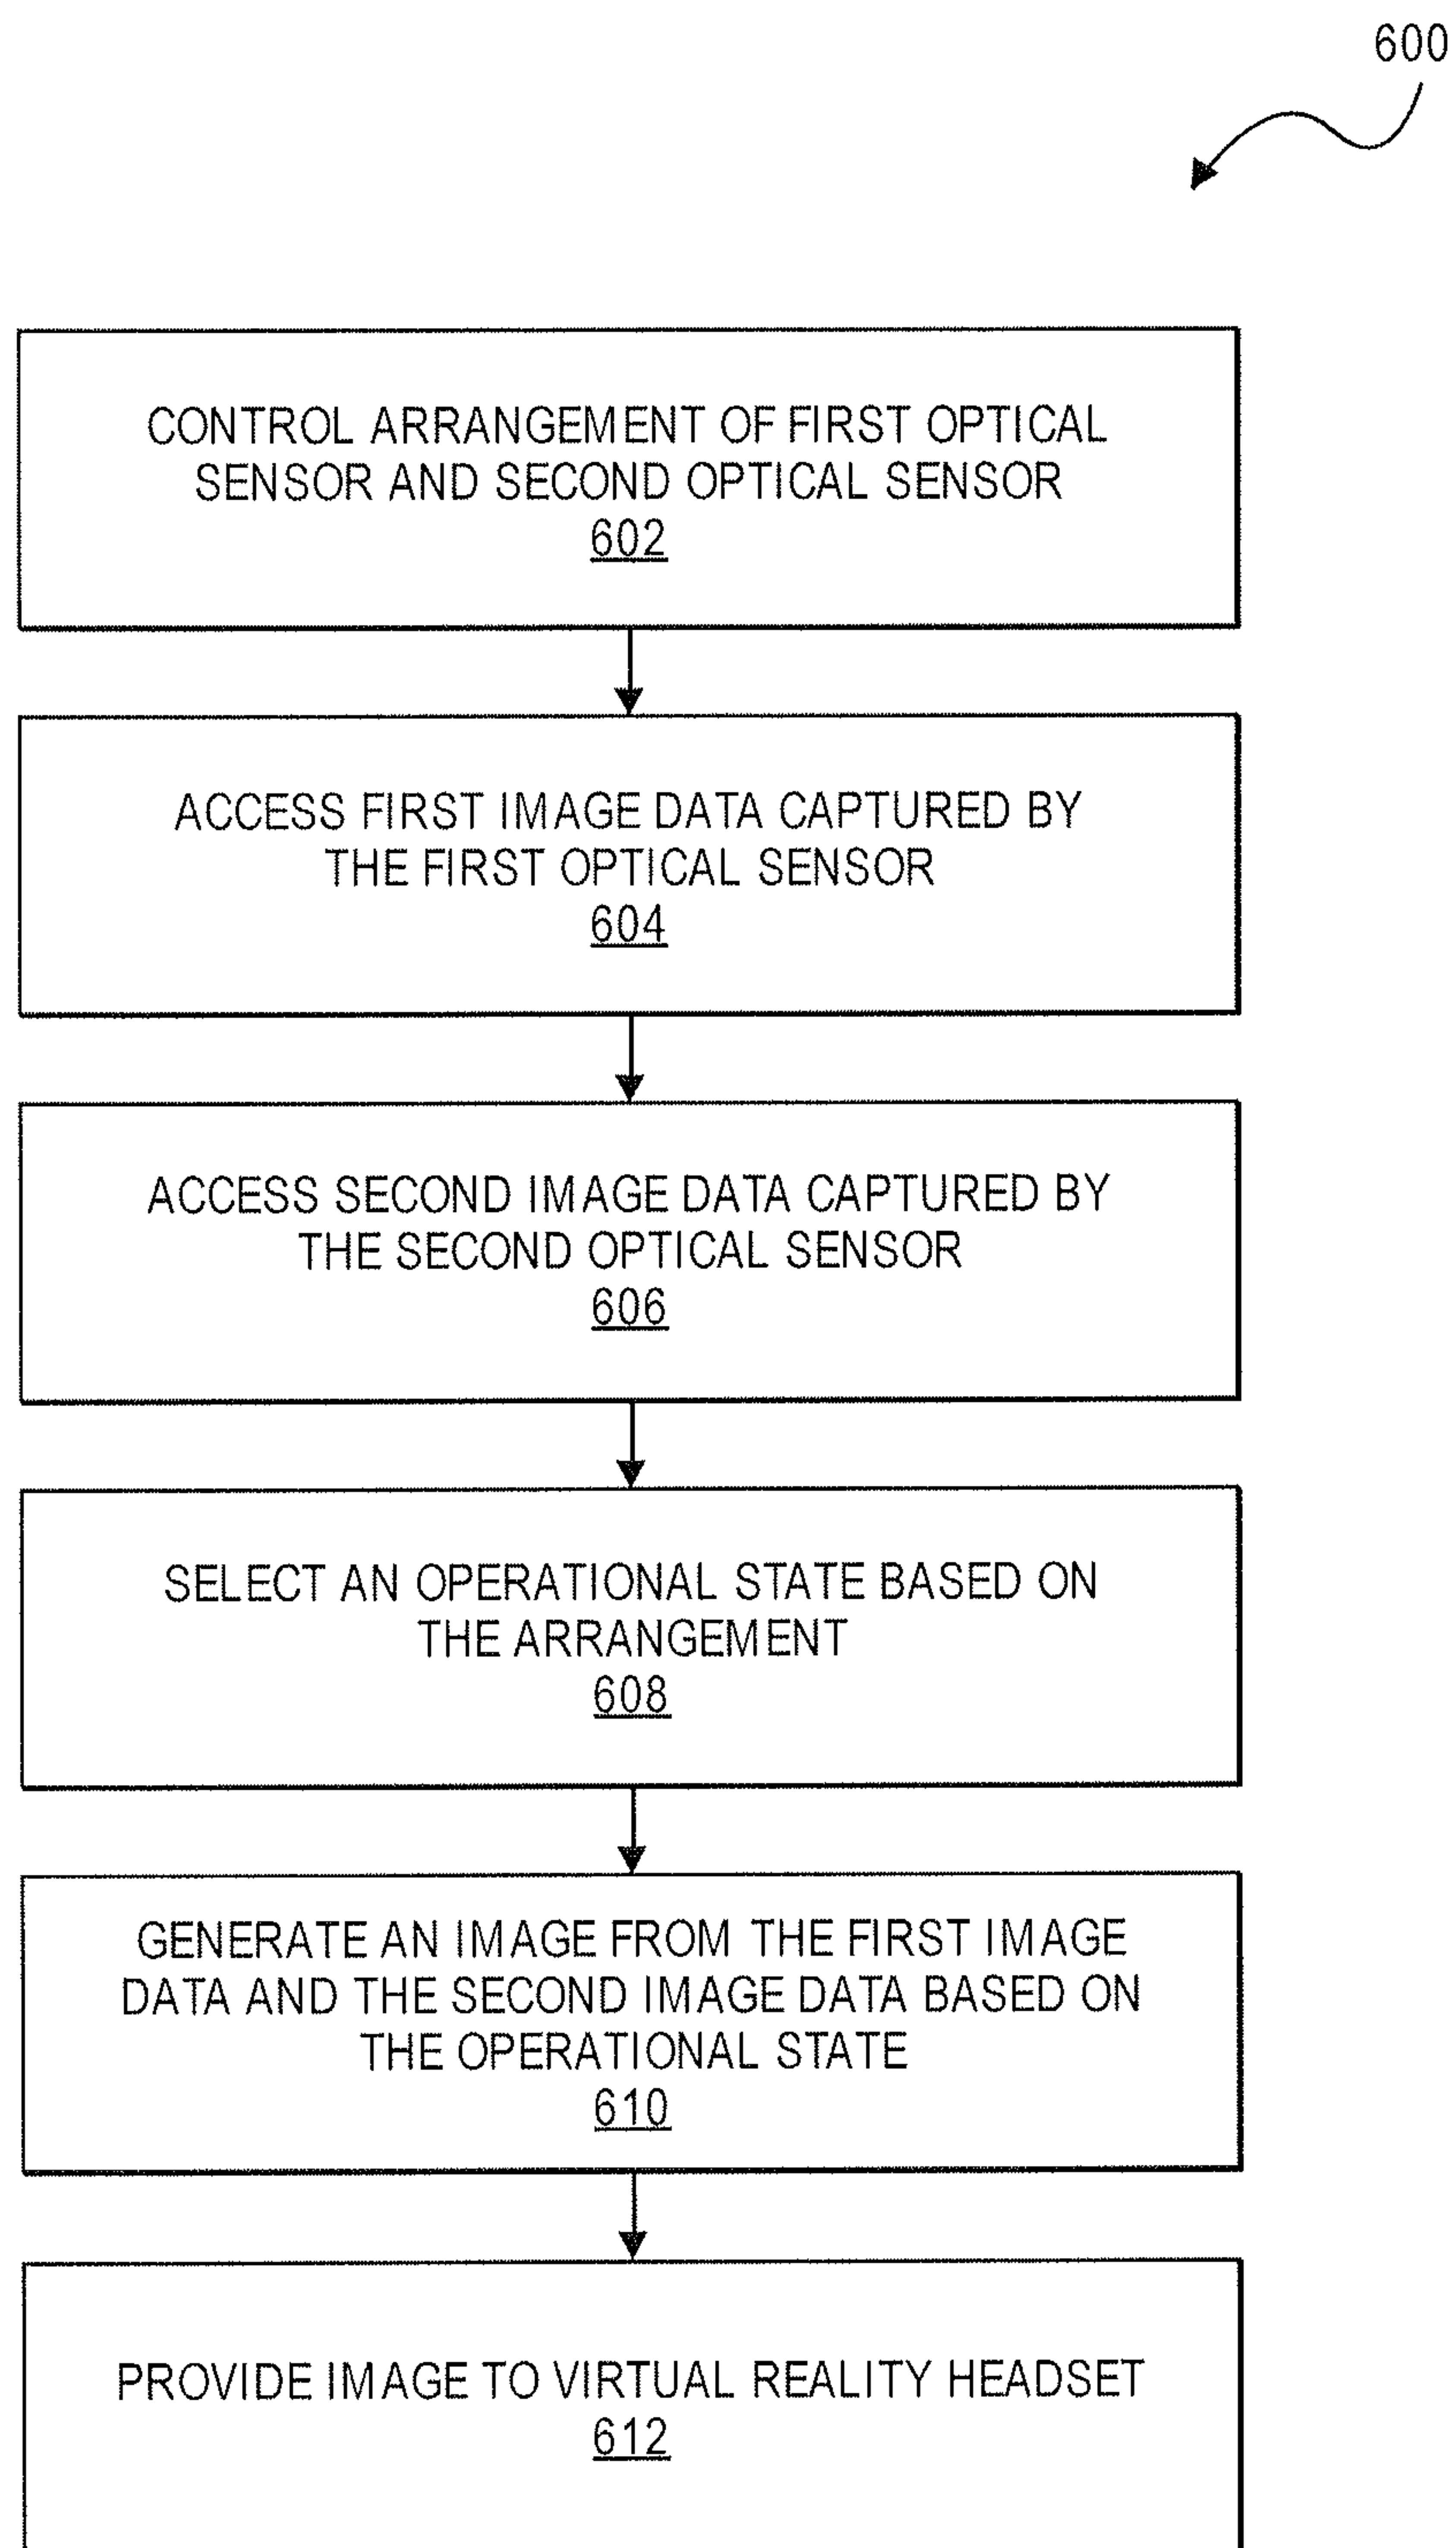 600
CONTROL ARRANGEMENT OF FIRST OPTICAL
SENSOR AND SECOND OPTICAL SENSOR
602
ACCESS FIRST IMAGE DATA CAPTURED BY
THE FIRST OPTICAL SENSOR
604
ACCESS SECOND IMAGE DATA CAPTURED BY
THE SECOND OPTICAL SENSOR
606
SELECT AN OPERATIONAL STATE BASED ON
THE ARRANGEMENT
608
GENERATE AN IMAGE FROM THE FIRST IMAGE
DATA AND THE SECOND IMAGE DATA BASED ON
THE OPERATIONAL STATE
610
PROVIDE IMAGE TO VIRTUAL REALITY HEADSET
612